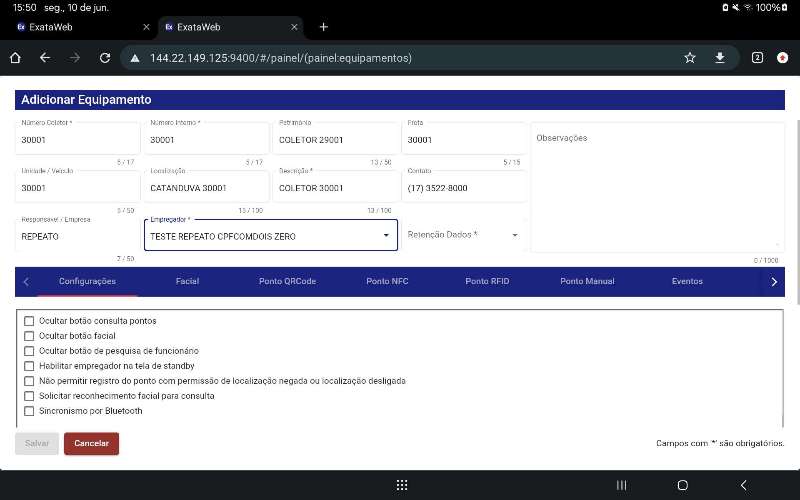 15:50 seg., 10 de jun.
100%
Ex ExataWeb
Ex ExataWeb
144.22.149.125:9400/#/painel/(painel:equipamentos)
2
Adicionar Equipamento
Número Coletor * Número Interno * Patrimônio Frota
30001 30001 COLETOR 29001 30001 Observações
5 / 17 5 / 17 13 / 50 5 / 15
Unidade / Veículo Localização Descrição * Contato
30001 CATANDUVA 30001 COLETOR 30001 (17) 3522-8000
5 / 50 15 / 100 13 / 100
Responsável / Empresa Empregador *
REPEATO TESTE REPEATO CPFCOMDOIS ZERO Retenção Dados *
7 / 50 0 / 1000
Configurações Facial Ponto QRCode Ponto NFC Ponto RFID Ponto Manual Eventos
Ocultar botão consulta pontos
Ocultar botão facial
Ocultar botão de pesquisa de funcionário
Habilitar empregador na tela de standby
Não permitir registro do ponto com permissão de localização negada ou localização desligada
Solicitar reconhecimento facial para consulta
Sincronismo por Bluetooth
Salvar Cancelar Campos com '*' são obrigatórios.